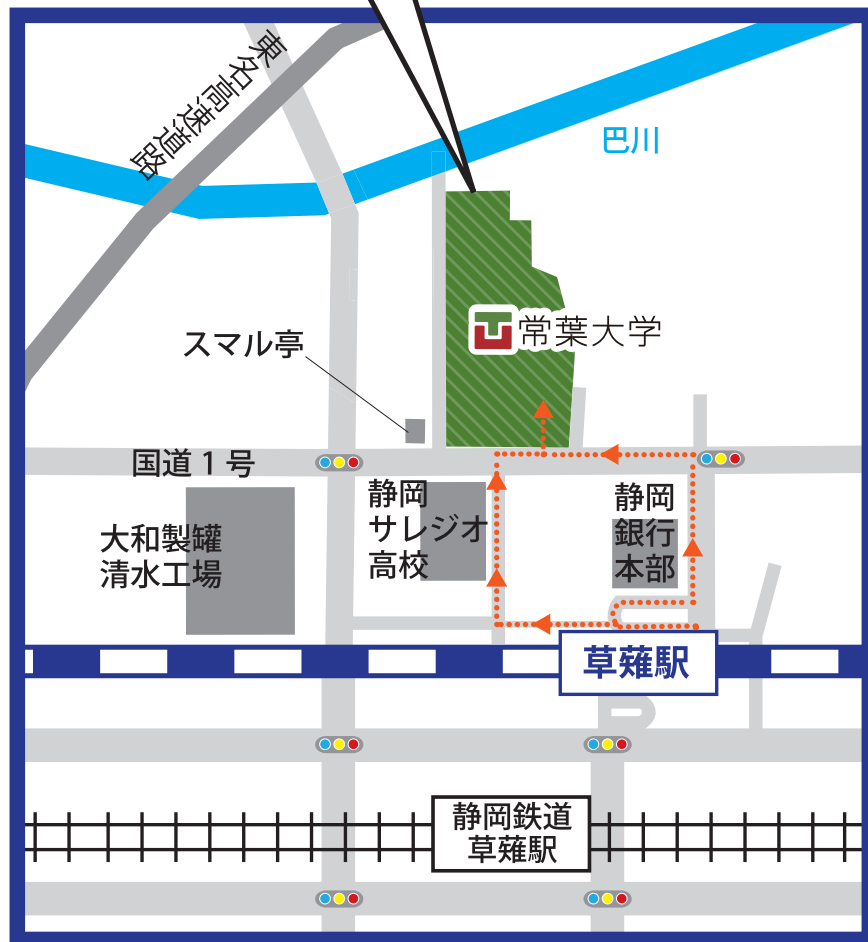 東名高速道路
巴川
常葉大学
スマル亭
国道1号
静岡
サレジオ
高校
静岡
銀行
本部
大和製罐
清水工場
草薙駅
静岡鉄道
草薙駅